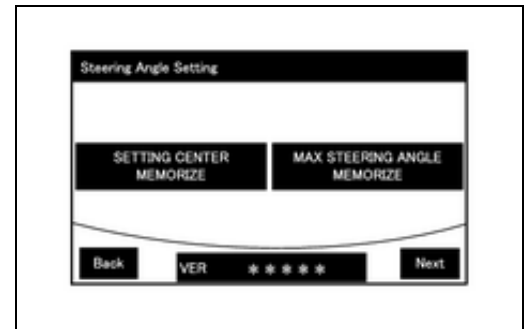 Steering Angle Setting
SETTING CENTER
MEMORIZE
MAX STEERING ANGLE
MEMORIZE
Back
VER *****
Next